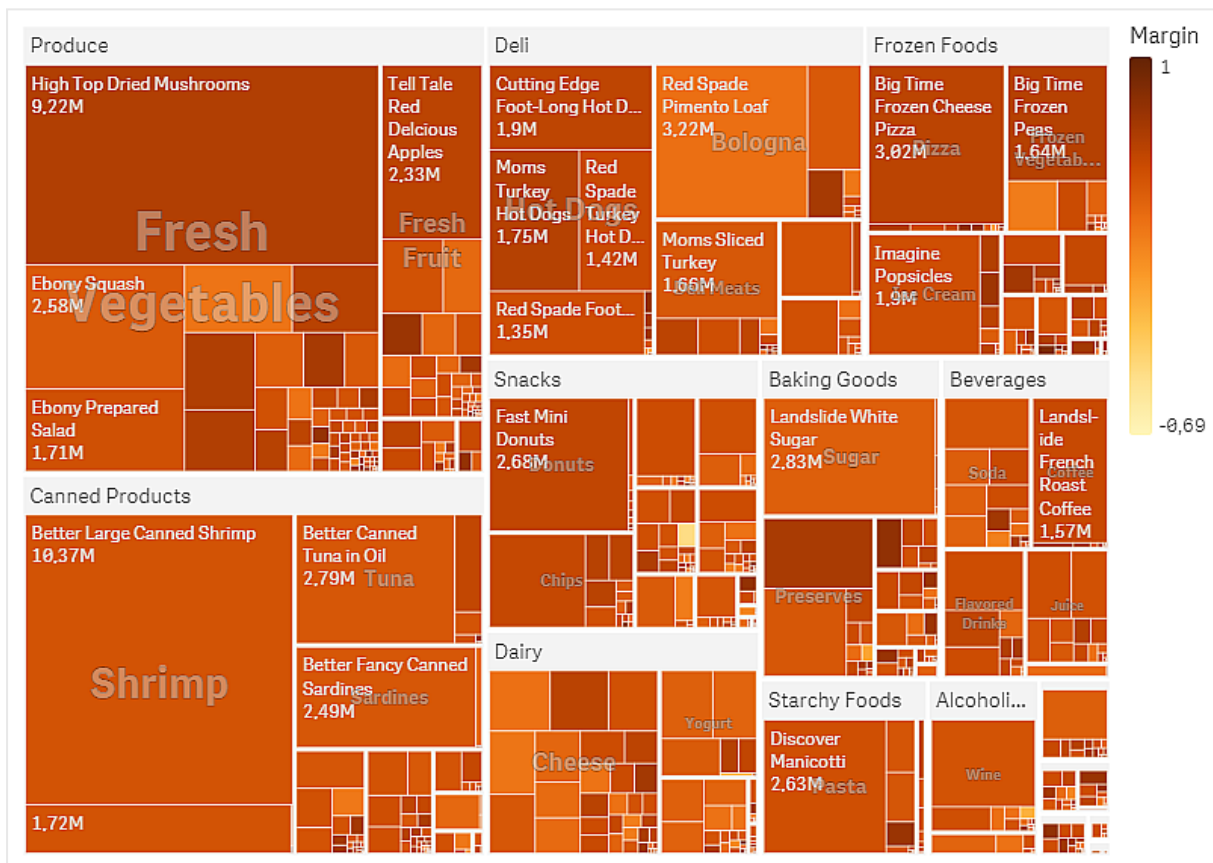 Produce
High Top Dried Mushrooms
9,22M
Tell Tale
Red
Delcious
Apples
2,33M
Fresh
Vegetables
Fresh
Fruit
Ebony Squash
2,58M
Ebony Prepared
Salad
1,71M
Canned Products
Better Large Canned Shrimp
10,37M
Shrimp
1,72M
Better Canned
Tuna in Oil
2,79M
Tuna
Better Fancy Canned
Sardines
2,49M
Sardines
Deli
Cutting Edge
Foot-Long Hot D...
1,9M
Moms
Turkey
Hot Dogs
1,75M
Red
Spade
Turkey
Hot D...
1,42M
Hot Dogs
Red Spade Foot...
1,35M
Red Spade
Pimento Loaf
3,22M
Bologna
Moms Sliced
Turkey
1,66M
Deli Meats
Frozen Foods
Big Time
Frozen Cheese
Pizza
3,02M
Pizza
Big Time
Frozen
Peas
1,64M
Frozen
Vegetab...
Imagine
Popsicles
1,9M
Ice Cream
Snacks
Fast Mini
Donuts
2,68M
Donuts
Chips
Dairy
Cheese
Yogurt
Baking Goods
Landslide White
Sugar
2,83M
Sugar
Preserves
Beverages
Soda
Landsl-
ide
French
Roast
Coffee
1,57M
Coffee
Flavored
Drinks
Juice
Starchy Foods
Discover
Manicotti
2,63M
Pasta
Alcoholi...
Wine
Margin
1
-0,69